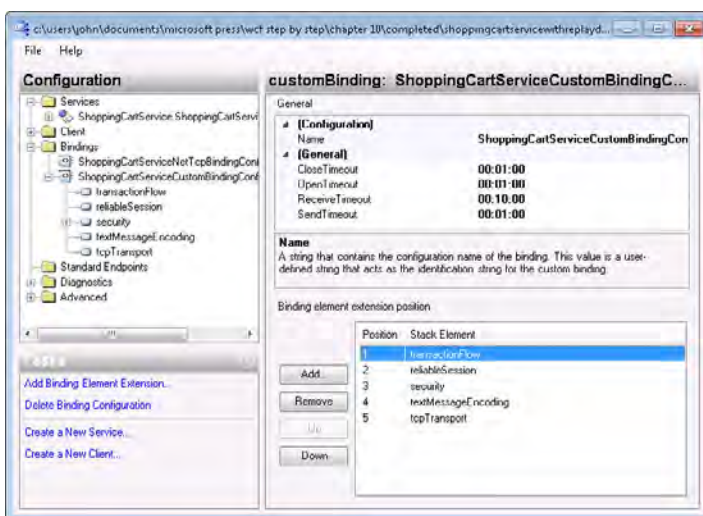 c:\users\john\documents\microsoft press\wcf step by step\chapter 10\completed\shoppingcartservicewithreplayd...
File Help
Configuration
Services
ShoppingCartService.ShoppingCartServi
Client
Bindings
ShoppingCartServiceNetTcpBindingConf
ShoppingCartServiceCustomBindingConf
transactionFlow
reliableSession
security
textMessageEncoding
tcpTransport
Standard Endpoints
Diagnostics
Advanced
Tasks
Add Binding Element Extension...
Delete Binding Configuration
Create a New Service...
Create a New Client...
customBinding: ShoppingCartServiceCustomBindingC...
General
(Configuration)
Name ShoppingCartServiceCustomBindingCon
(General)
CloseTimeout 00:01:00
OpenTimeout 00:01:00
ReceiveTimeout 00:10:00
SendTimeout 00:01:00
Name
A string that contains the configuration name of the binding. This value is a user-
defined string that acts as the identification string for the custom binding.
Binding element extension position
Position Stack Element
1 transactionFlow
2 reliableSession
3 security
4 textMessageEncoding
5 tcpTransport
Add...
Remove
Up
Down